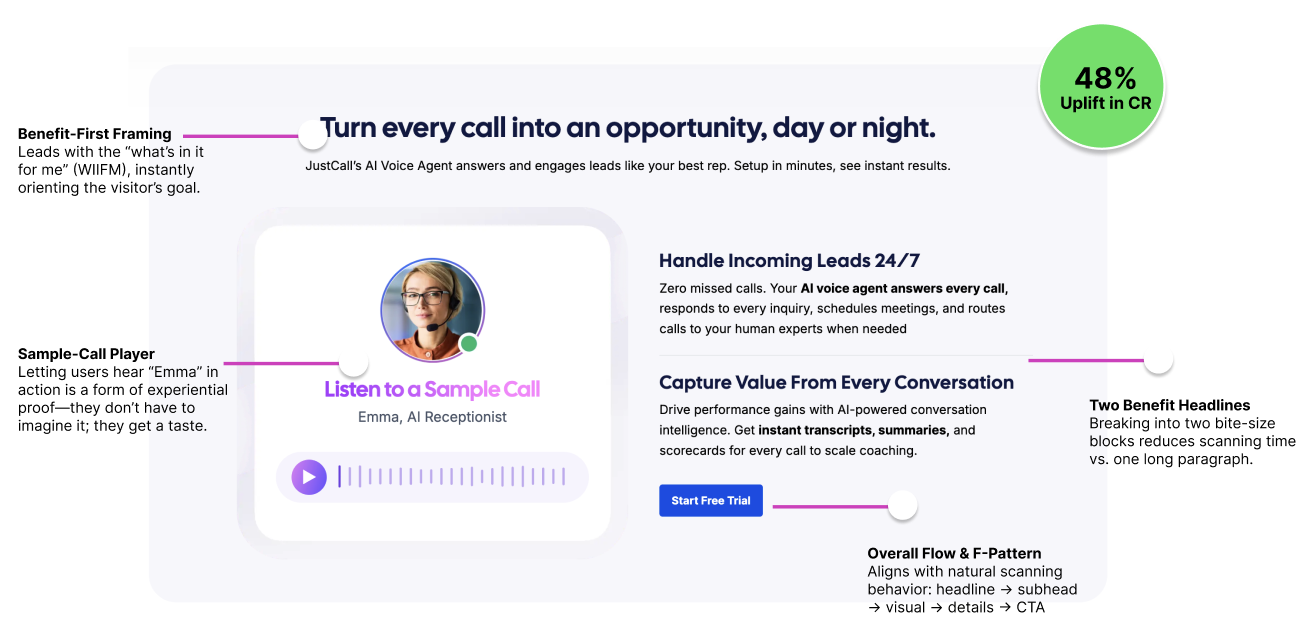 48%
Uplift in CR
Benefit-First Framing
Leads with the “what’s in it
for me” (WIIFM), instantly
orienting the visitor’s goal.
Turn every call into an opportunity, day or night.
JustCall’s AI Voice Agent answers and engages leads like your best rep. Setup in minutes, see instant results.
Sample-Call Player
Letting users hear “Emma” in
action is a form of experiential
proof—they don’t have to
imagine it; they get a taste.
Listen to a Sample Call
Emma, AI Receptionist
Handle Incoming Leads 24/7
Zero missed calls. Your AI voice agent answers every call,
responds to every inquiry, schedules meetings, and routes
calls to your human experts when needed
Capture Value From Every Conversation
Drive performance gains with AI-powered conversation
intelligence. Get instant transcripts, summaries, and
scorecards for every call to scale coaching.
Start Free Trial
Two Benefit Headlines
Breaking into two bite-size
blocks reduces scanning time
vs. one long paragraph.
Overall Flow & F-Pattern
Aligns with natural scanning
behavior: headline → subhead
→ visual → details → CTA